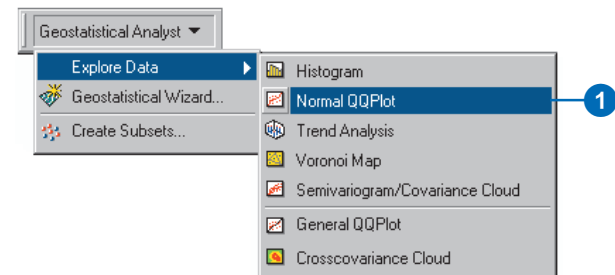 Geostatistical Analyst
Explore Data
Geostatistical Wizard...
Create Subsets...
Histogram
Normal QQPlot
Trend Analysis
Voronoi Map
Semivariogram/Covariance Cloud
General QQPlot
Crosscovariance Cloud
1